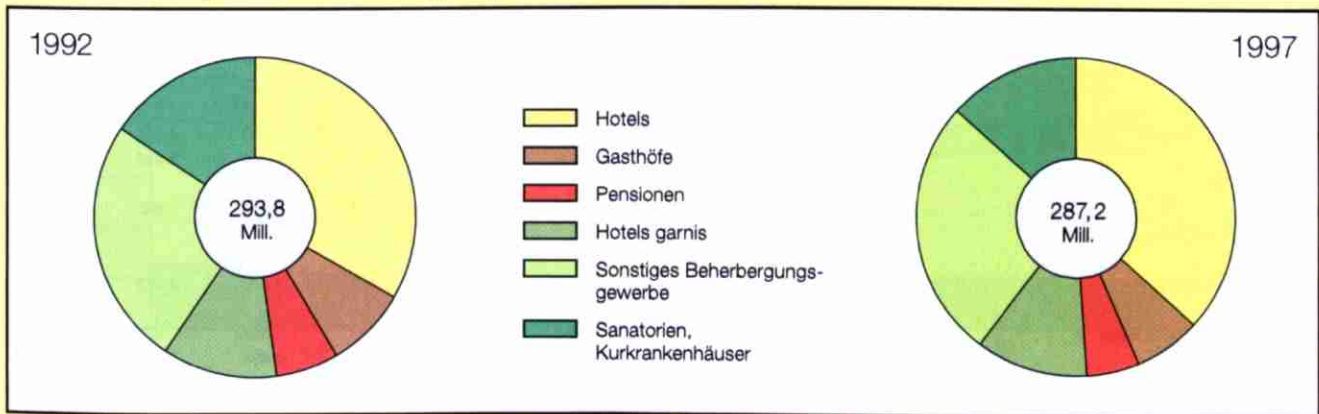 1992
293,8
Mill.
Hotels
Gasthöfe
Pensionen
Hotels garnis
Sonstiges Beherbergungs-
gewerbe
Sanatorien,
Kurkrankenhäuser
1997
287,2
Mill.